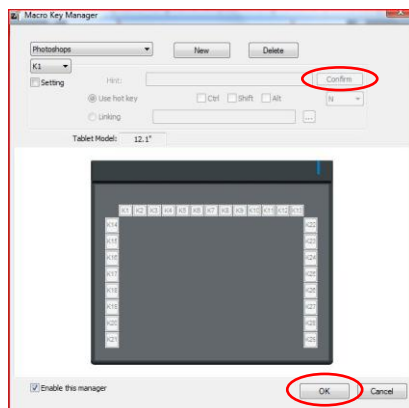 Macro Key Manager
Photoshops New Delete
K1
Setting Hint: Confirm
Use hot key Ctrl Shift Alt N
Linking ...
Tablet Model: 12.1"
K1 K2 K3 K4 K5 K6 K7 K8 K9 K10 K11 K12 K13
K14 K22
K15 K23
K16 K24
K17 K25
K18 K26
K19 K27
K20 K28
K21 K29
Enable this manager OK Cancel